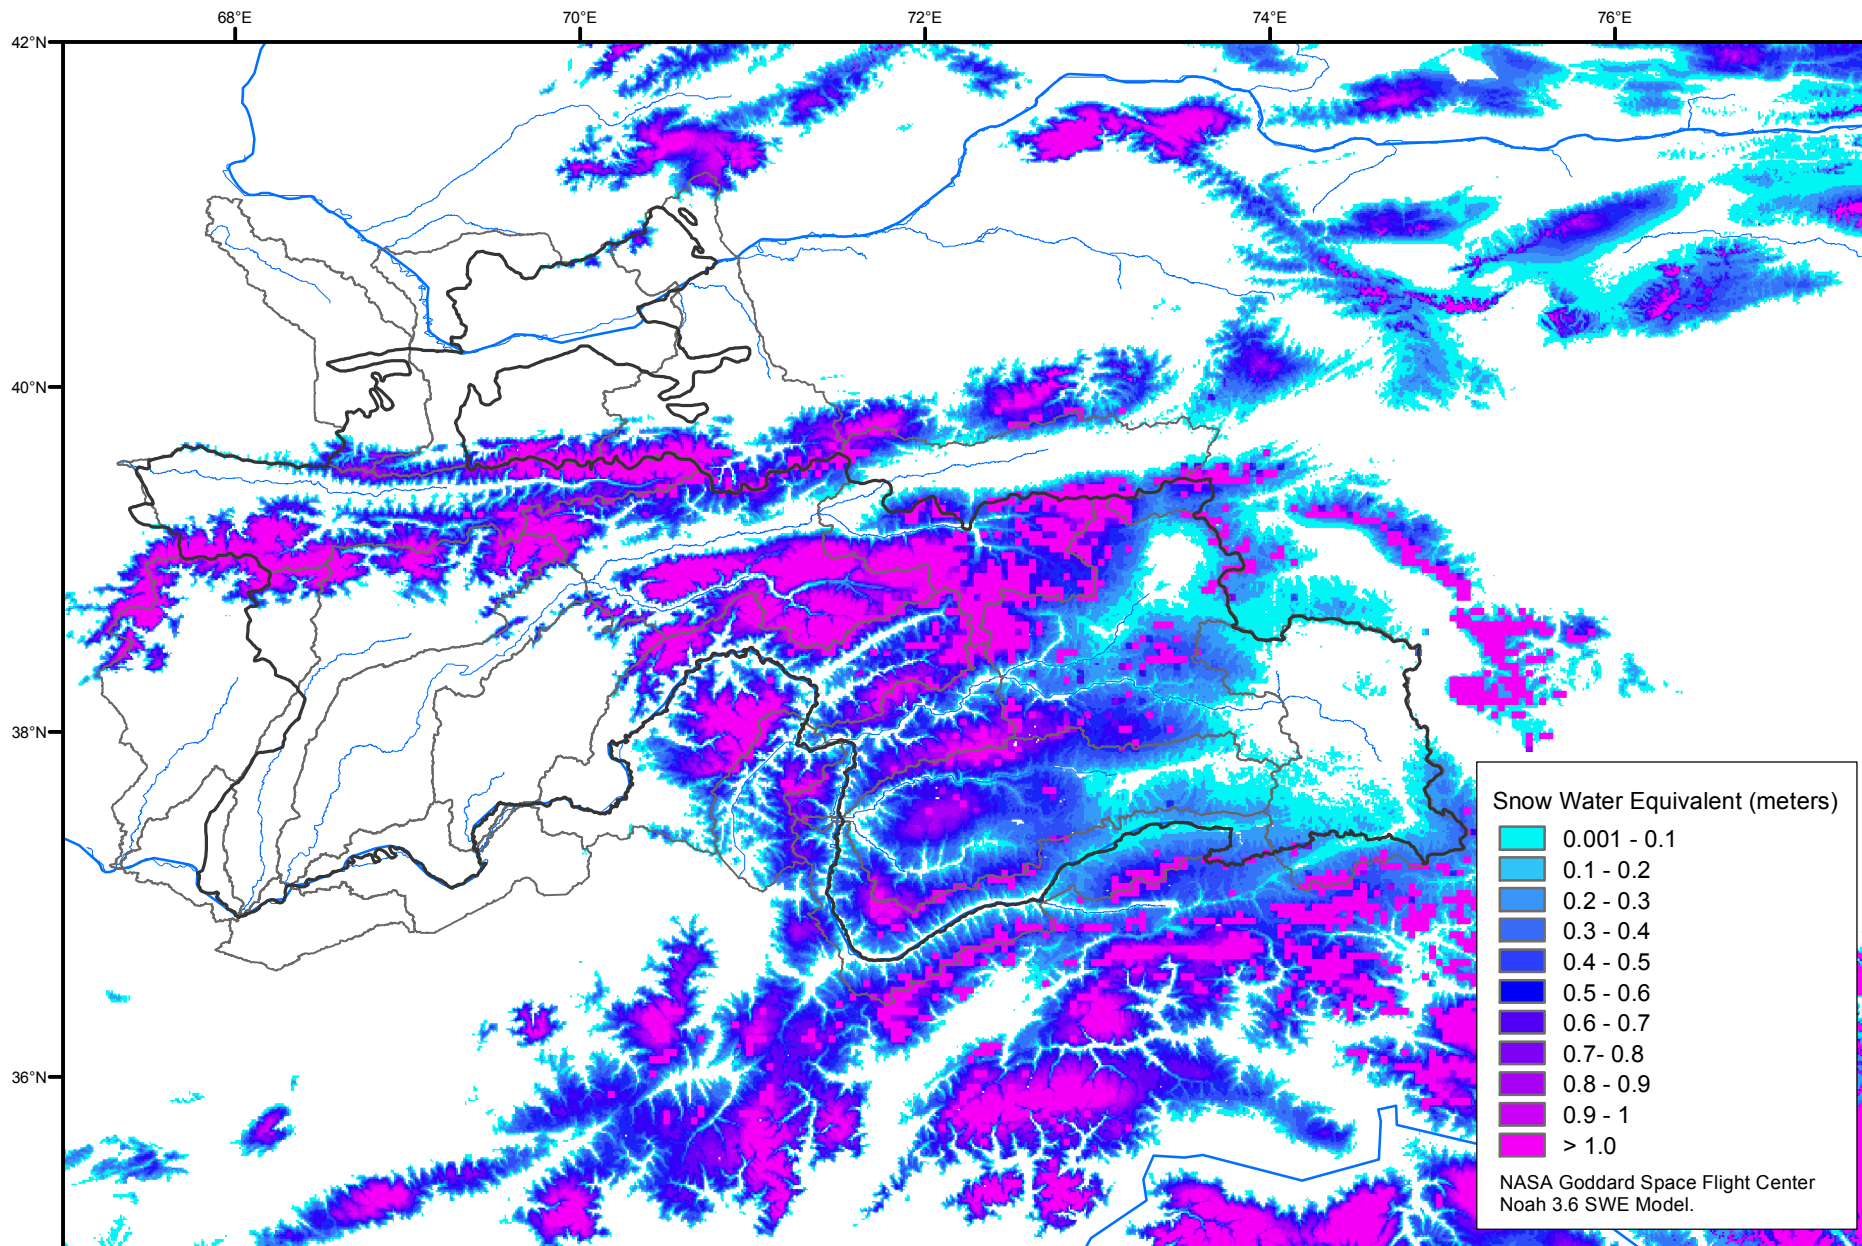 68°E 70°E 72°E 74°E 76°E
42°N
40°N
38°N
36°N
Snow Water Equivalent (meters)
0.001 - 0.1
0.1 - 0.2
0.2 - 0.3
0.3 - 0.4
0.4 - 0.5
0.5 - 0.6
0.6 - 0.7
0.7- 0.8
0.8 - 0.9
0.9 - 1
> 1.0
NASA Goddard Space Flight Center
Noah 3.6 SWE Model.